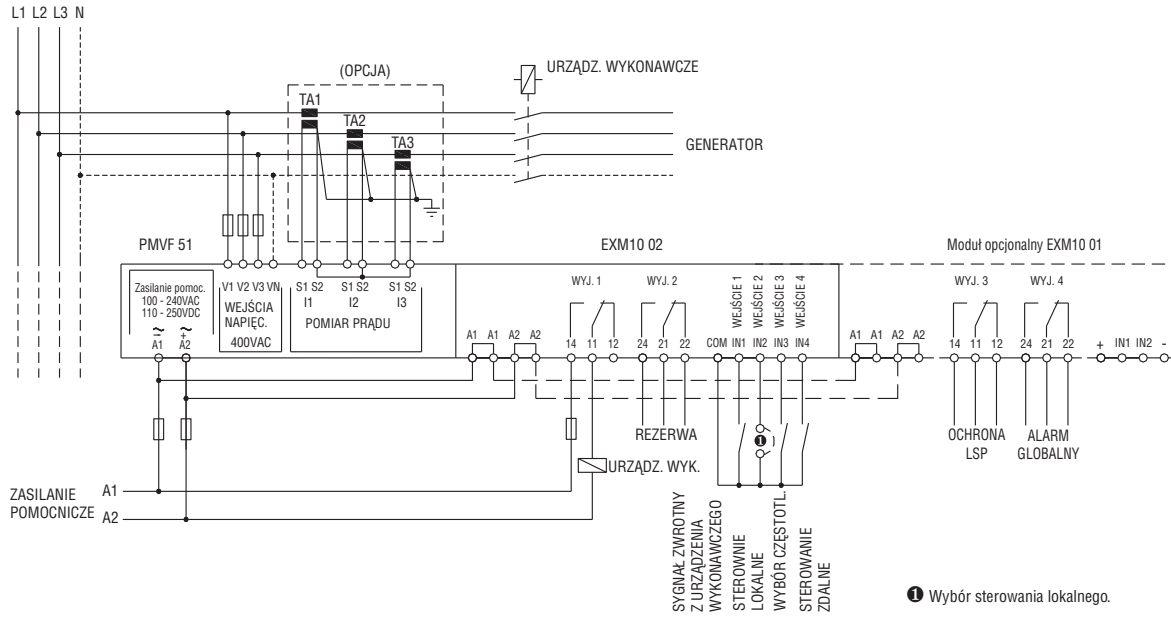 L1 L2 L3 N
(OPCJA)
URZĄDZ. WYKONAWCZE
TA1
TA2
TA3
GENERATOR
PMVF 51
EXM10 02
Moduł opcjonalny EXM10 01
Zasilanie pomoc.
100 - 240VAC
110 - 250VDC
~ ~
- +
A1 A2
V1 V2 V3 VN
WEJŚCIA
NAPIĘC.
400VAC
S1 S2 S1 S2 S1 S2
I1 I2 I3
POMIAR PRĄDU
A1 A1 A2 A2
WYJ. 1
14 11 12
WYJ. 2
24 21 22
WEJŚCIE 1
WEJŚCIE 2
WEJŚCIE 3
WEJŚCIE 4
COM IN1 IN2 IN3 IN4
A1 A1 A2 A2
WYJ. 3
14 11 12
WYJ. 4
24 21 22
+ IN1 IN2 -
REZERWA
❶
OCHRONA
LSP
ALARM
GLOBALNY
URZĄDZ. WYK.
ZASILANIE
POMOCNICZE
A1
A2
SYGNAŁ ZWROTNY
Z URZĄDZENIA
WYKONAWCZEGO
STEROWNIE
LOKALNE
WYBÓR CZĘSTOTL.
STEROWANIE
ZDALNE
❶ Wybór sterowania lokalnego.